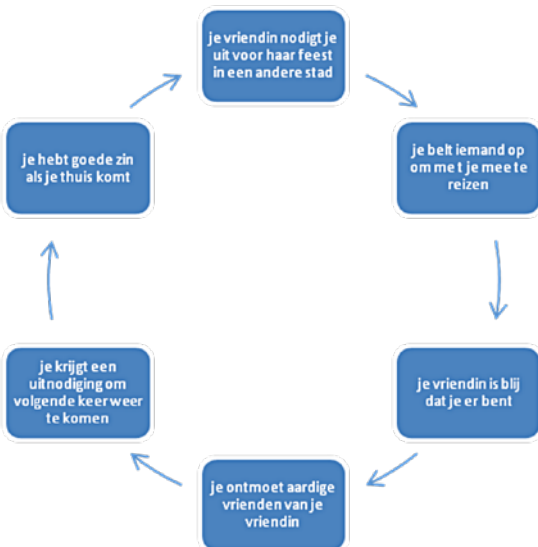 je vriendin nodigt je
uit voor haar feest
in een andere stad
je belt iemand op
om met je mee te
reizen
je vriendin is blij
dat je er bent
je ontmoet aardige
vrienden van je
vriendin
je krijgt een
uitnodiging om
volgende keer weer
te komen
je hebt goede zin
als je thuis komt